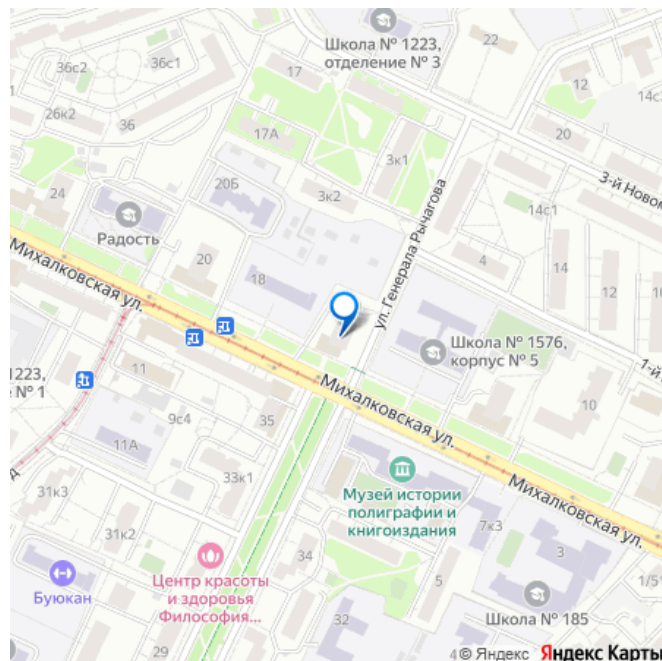 Школа № 1223,
отделение № 3
22
36с2
36с1
17
12
14с3
26к2
36
17А
3к1
20
24
20Б
3к2
ул. Генерала Рычагова
3-й Новом
14с1
Радость
Михалковская ул.
20
18
4
14
12
Школа № 1576,
корпус № 5
1-й
1223,
е № 1
11
35
Михалковская ул.
10
9с4
11А
33к1
Музей истории
полиграфии и
книгоиздания
Михалковская ул.
31к3
31к2
7к3
3
Центр красоты
и здоровья
Философия...
34
5
1/51
Буюкан
32
Школа № 185
4
© Яндекс
Яндекс Карты